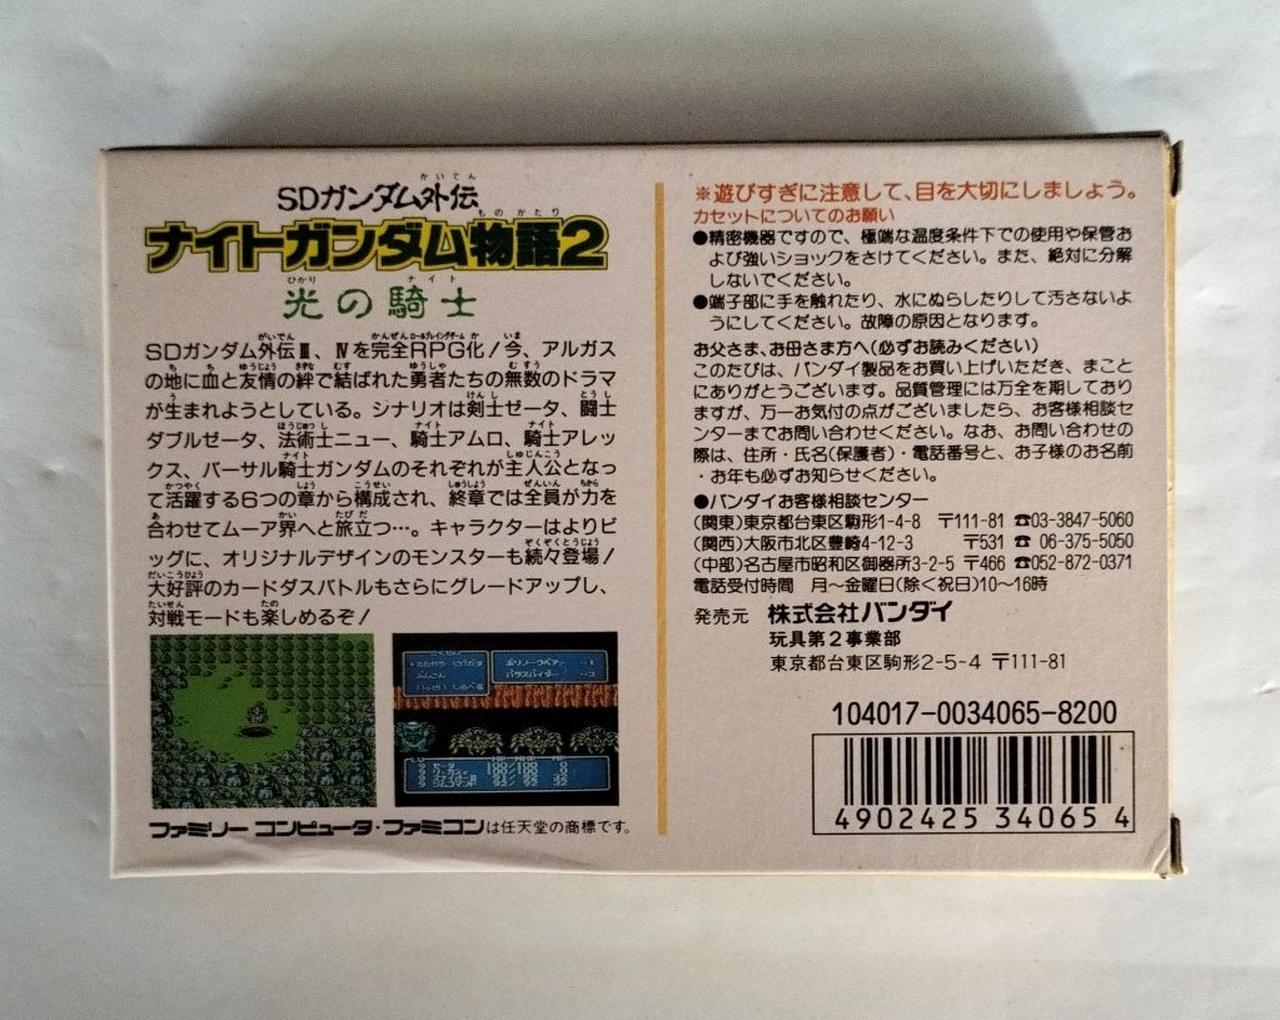 SDガンダム外伝
ナイトガンダム物語2
光の騎士
SDガンダム外伝Ⅲ、Ⅳを完全RPG化!今、アルガス
の地に血と友情の絆で結ばれた勇者たちの無数のドラマ
が生まれようとしている。シナリオは剣士ゼータ、闘士
ダブルゼータ、法術士ニュー、騎士アムロ、騎士アレッ
クス、バーサル騎士ガンダムのそれぞれが主人公となっ
て活躍する6つの章から構成され、終章では全員が力を
合わせてムーア界へと旅立つ…。キャラクターはよりビ
ッグに、オリジナルデザインのモンスターも続々登場!
大好評のカードダスバトルもさらにグレードアップし、
対戦モードも楽しめるぞ!
ファミリーコンピュータ・ファミコンは任天堂の商標です。
※遊びすぎに注意して、目を大切にしましょう。
カセットについてのお願い
●精密機器ですので、極端な温度条件下での使用や保管お
よび強いショックをさけてください。また、絶対に分解
しないでください。
●端子部に手を触れたり、水にぬらしたりして汚さないよ
うにしてください。故障の原因となります。
お父さま、お母さま方へ(必ずお読みください)
このたびは、バンダイ製品をお買い上げいただき、まこと
にありがとうございます。品質管理には万全を期しており
ますが、万一お気付の点がございましたら、お客様相談セ
ンターまでお問い合わせください。なお、お問い合わせの
際は、住所・氏名(保護者)・電話番号と、お子様のお名前
・お年も必ずお知らせください。
●バンダイお客様相談センター
(関東)東京都台東区駒形1-4-8 〒111-81 ☎03-3847-5060
(関西)大阪市北区豊崎4-12-3 〒531 ☎06-375-5050
(中部)名古屋市昭和区御器所3-2-5 〒466 ☎052-872-0371
電話受付時間 月〜金曜日(除く祝日)10〜16時
発売元 株式会社バンダイ
玩具第2事業部
東京都台東区駒形2-5-4 〒111-81
104017-0034065-8200
4902425 34065 4